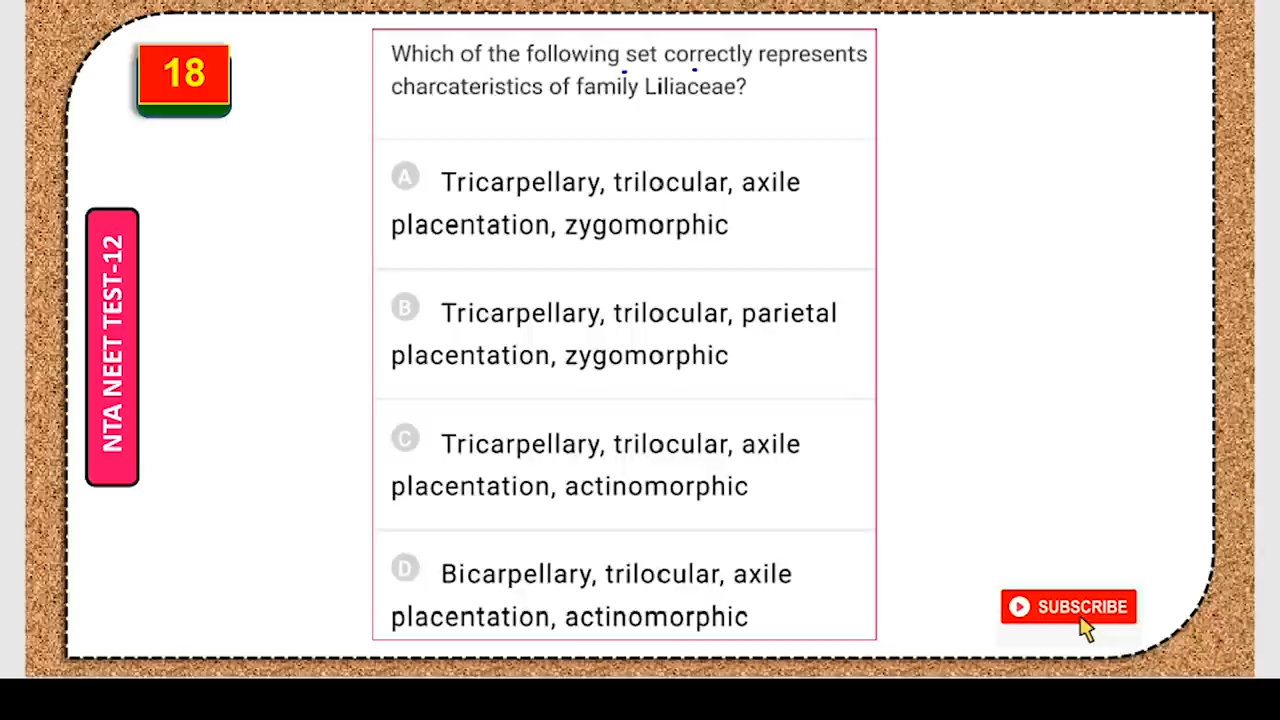 18
Which of the following set correctly represents
charcateristics of family Liliaceae?
A Tricarpellary, trilocular, axile
placentation, zygomorphic
B Tricarpellary, trilocular, parietal
placentation, zygomorphic
C Tricarpellary, trilocular, axile
placentation, actinomorphic
D Bicarpellary, trilocular, axile
placentation, actinomorphic
NTA NEET TEST-12
SUBSCRIBE